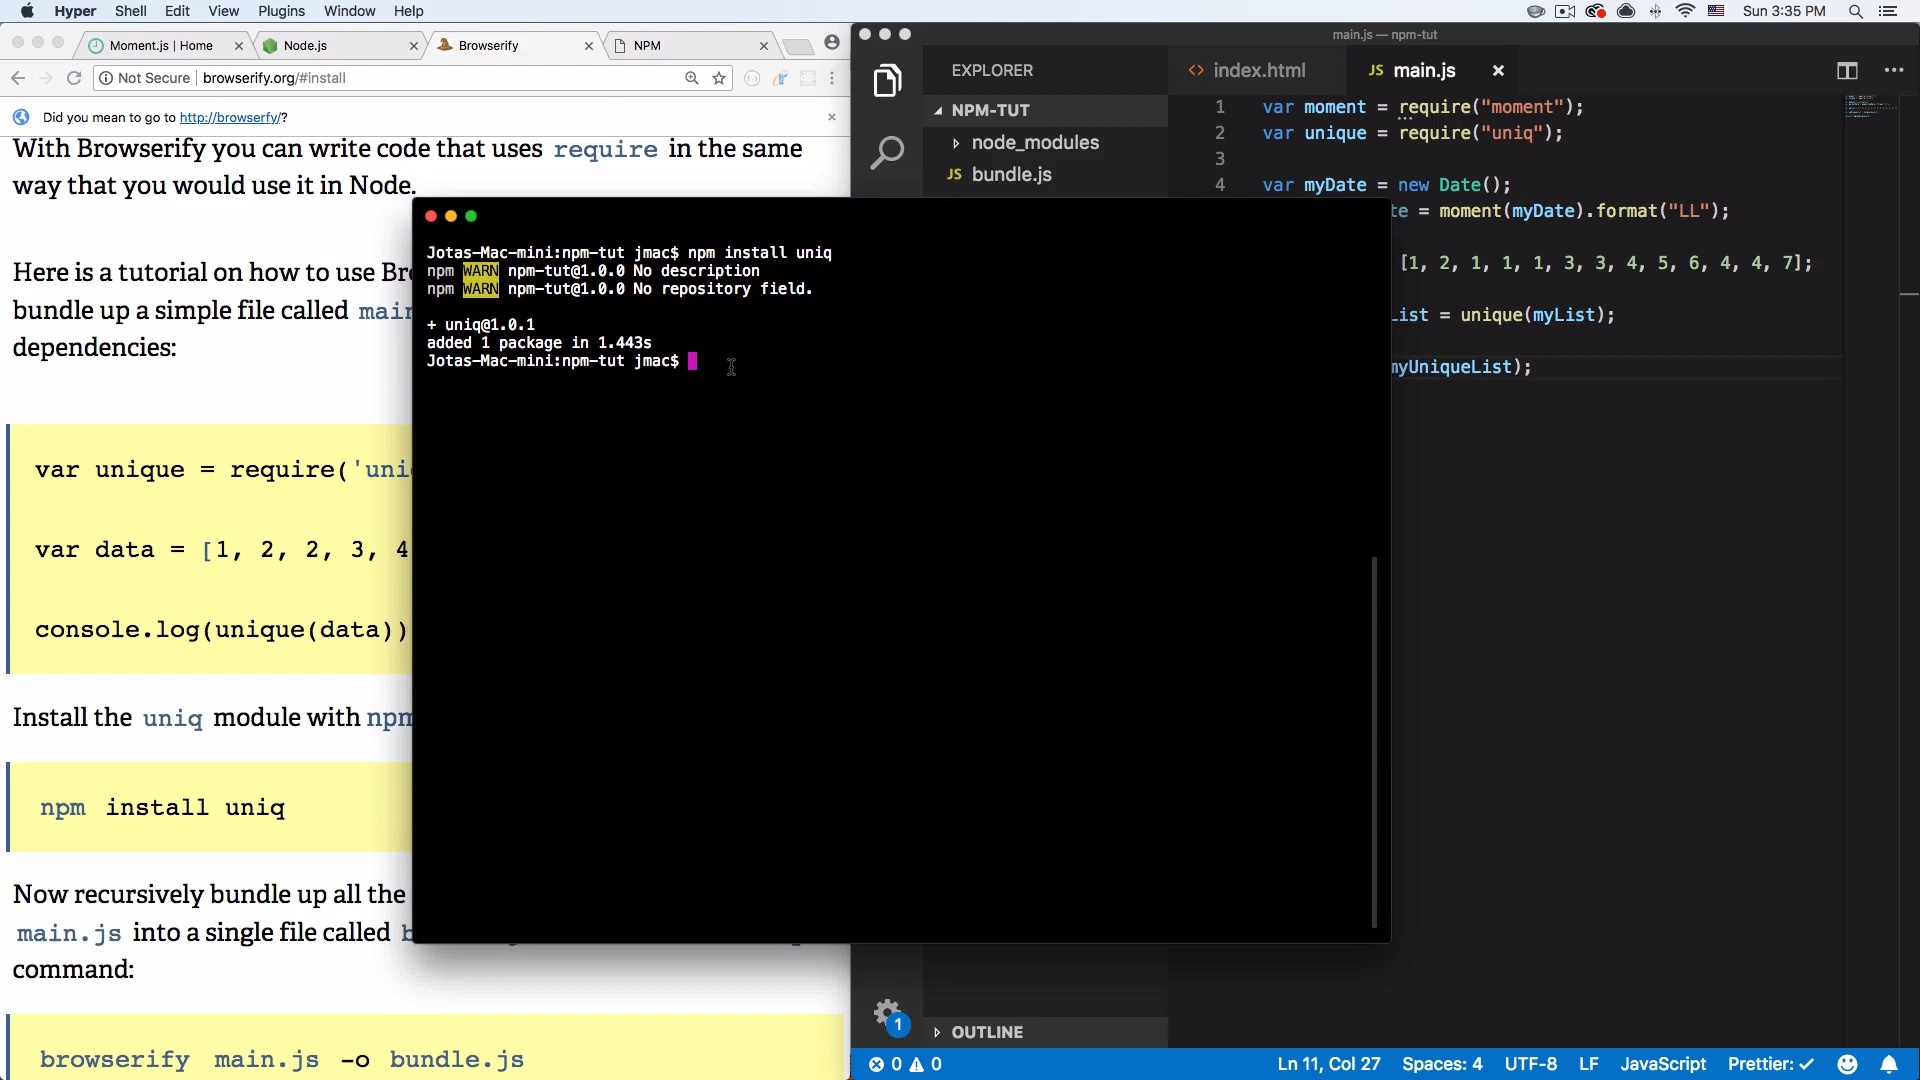 Hyper Shell Edit View Plugins Window Help
Sun 3:35 PM
Moment.js | Home
Node.js
Browserify
NPM
Not Secure browserify.org/#install
Did you mean to go to http://browserfy/?
With Browserify you can write code that uses require in the same
way that you would use it in Node.
Here is a tutorial on how to use Br
bundle up a simple file called mair
dependencies:
var unique = require('uni
var data = [1, 2, 2, 3, 4
console.log(unique(data))
Install the uniq module with npm
npm install uniq
Now recursively bundle up all the
main.js into a single file called b
command:
browserify main.js -o bundle.js
Jotas-Mac-mini:npm-tut jmac$ npm install uniq
npm WARN npm-tut@1.0.0 No description
npm WARN npm-tut@1.0.0 No repository field.
+ uniq@1.0.1
added 1 package in 1.443s
Jotas-Mac-mini:npm-tut jmac$
main.js — npm-tut
EXPLORER
NPM-TUT
node_modules
JS bundle.js
OUTLINE
1
<> index.html
JS main.js
1 var moment = require("moment");
2 var unique = require("uniq");
3
4 var myDate = new Date();
te = moment(myDate).format("LL");
[1, 2, 1, 1, 1, 3, 3, 4, 5, 6, 4, 4, 7];
List = unique(myList);
myUniqueList);
0 0
Ln 11, Col 27 Spaces: 4 UTF-8 LF JavaScript Prettier: ✓